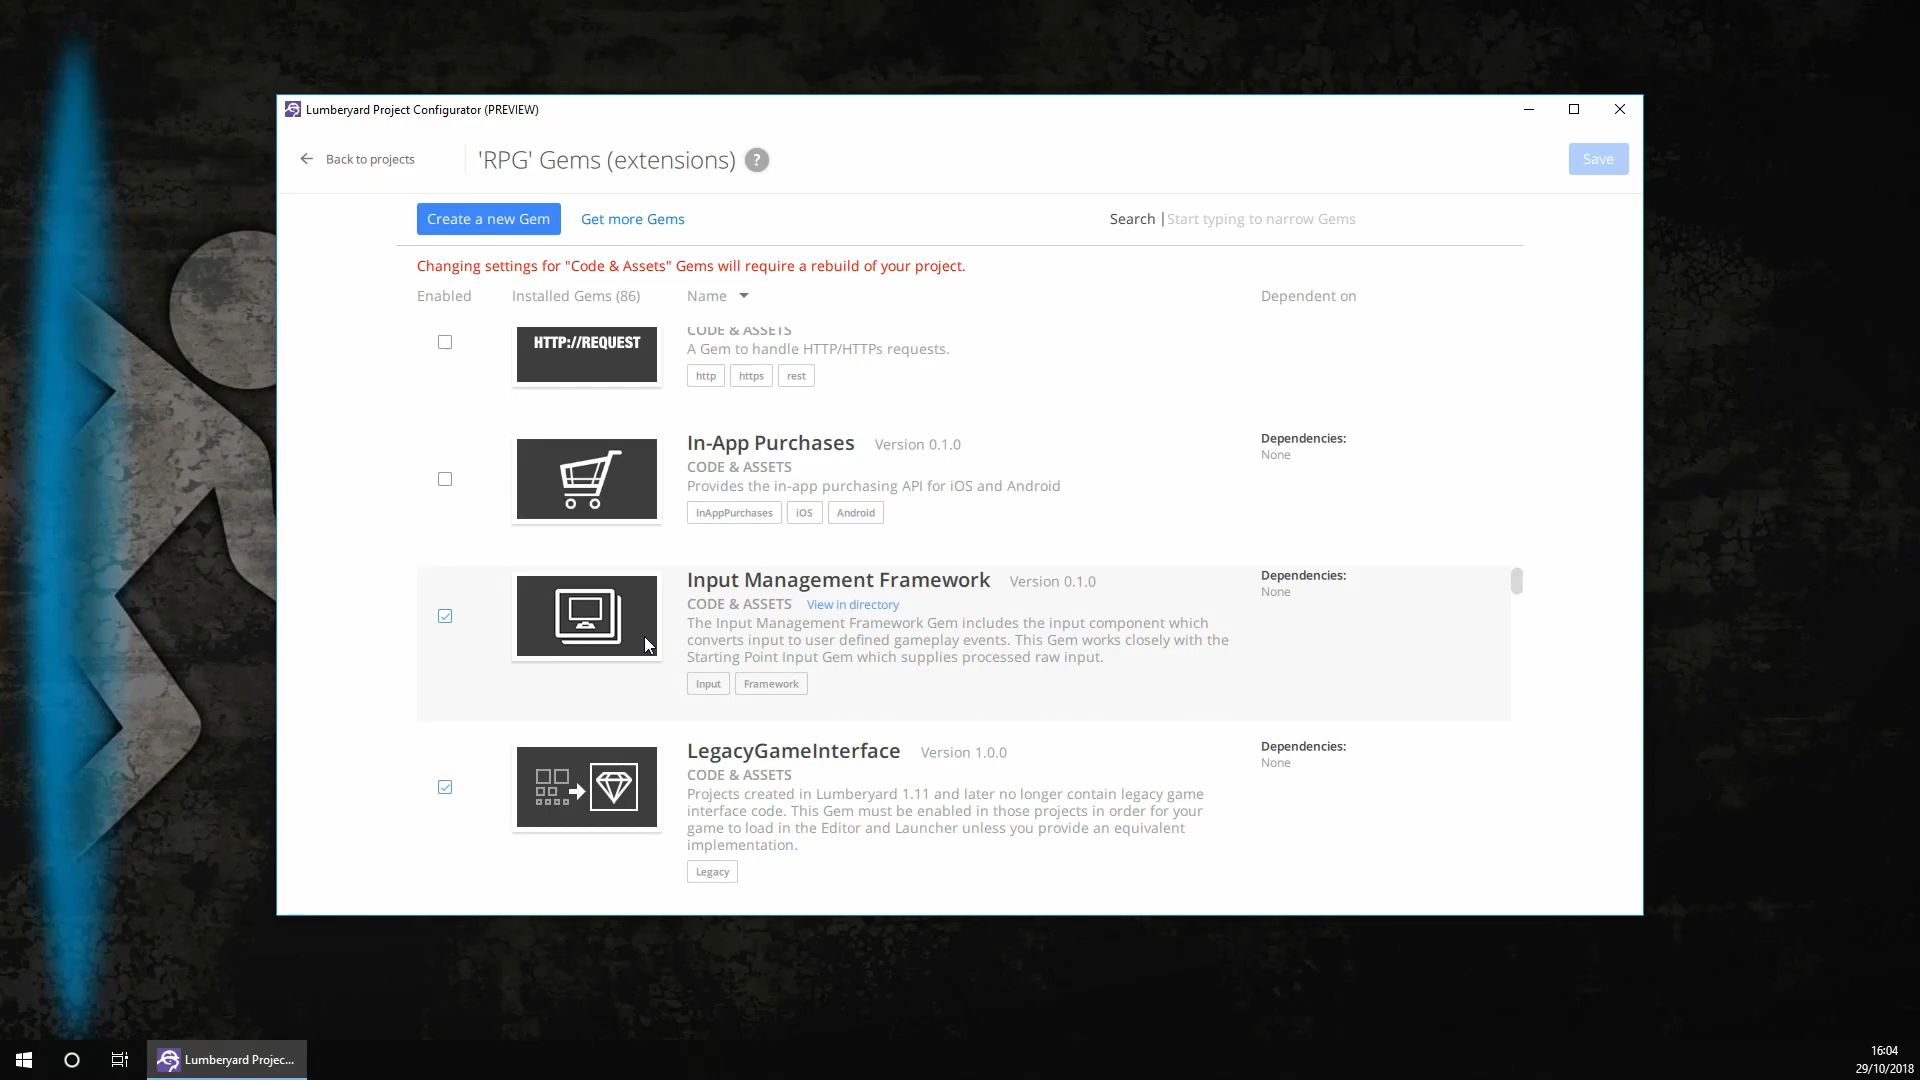 Lumberyard Project Configurator (PREVIEW)
Back to projects
'RPG' Gems (extensions) ?
Save
Create a new Gem
Get more Gems
Search Start typing to narrow Gems
Changing settings for "Code & Assets" Gems will require a rebuild of your project.
Enabled
Installed Gems (86)
Name
Dependent on
HTTP://REQUEST
CODE & ASSETS
A Gem to handle HTTP/HTTPs requests.
http https rest
In-App Purchases Version 0.1.0
CODE & ASSETS
Provides the in-app purchasing API for iOS and Android
InAppPurchases iOS Android
Dependencies:
None
Input Management Framework Version 0.1.0
CODE & ASSETS View in directory
The Input Management Framework Gem includes the input component which
converts input to user defined gameplay events. This Gem works closely with the
Starting Point Input Gem which supplies processed raw input.
Input Framework
Dependencies:
None
LegacyGameInterface Version 1.0.0
CODE & ASSETS
Projects created in Lumberyard 1.11 and later no longer contain legacy game
interface code. This Gem must be enabled in those projects in order for your
game to load in the Editor and Launcher unless you provide an equivalent
implementation.
Legacy
Dependencies:
None
Lumberyard Projec...
16:04
29/10/2018